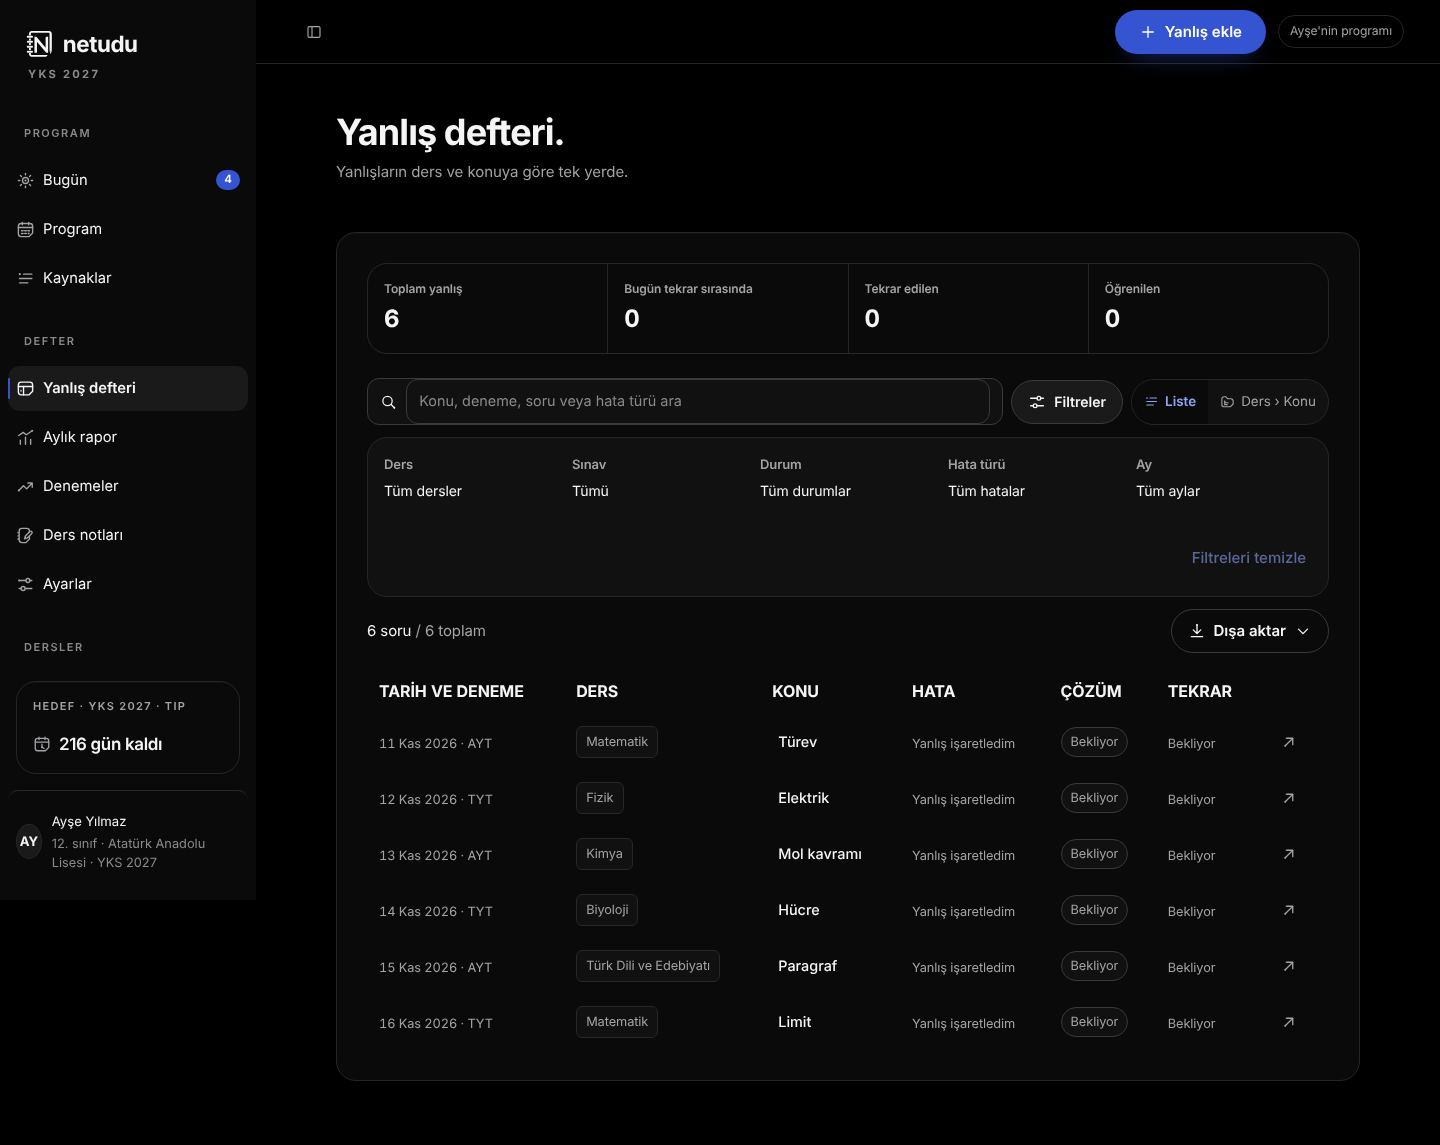 netudu
YKS 2027
PROGRAM
Bugün 4
Program
Kaynaklar
DEFTER
Yanlış defteri
Aylık rapor
Denemeler
Ders notları
Ayarlar
DERSLER
HEDEF · YKS 2027 · TIP
216 gün kaldı
AY
Ayşe Yılmaz
12. sınıf · Atatürk Anadolu
Lisesi · YKS 2027
Yanlış ekle
Ayşe'nin programı
Yanlış defteri.
Yanlışların ders ve konuya göre tek yerde.
Toplam yanlış
6
Bugün tekrar sırasında
0
Tekrar edilen
0
Öğrenilen
0
Konu, deneme, soru veya hata türü ara
Filtreler
Liste
Ders › Konu
Ders
Tüm dersler
Sınav
Tümü
Durum
Tüm durumlar
Hata türü
Tüm hatalar
Ay
Tüm aylar
Filtreleri temizle
6 soru / 6 toplam
Dışa aktar
TARİH VE DENEME DERS KONU HATA ÇÖZÜM TEKRAR
11 Kas 2026 · AYT Matematik Türev Yanlış işaretledim Bekliyor Bekliyor
12 Kas 2026 · TYT Fizik Elektrik Yanlış işaretledim Bekliyor Bekliyor
13 Kas 2026 · AYT Kimya Mol kavramı Yanlış işaretledim Bekliyor Bekliyor
14 Kas 2026 · TYT Biyoloji Hücre Yanlış işaretledim Bekliyor Bekliyor
15 Kas 2026 · AYT Türk Dili ve Edebiyatı Paragraf Yanlış işaretledim Bekliyor Bekliyor
16 Kas 2026 · TYT Matematik Limit Yanlış işaretledim Bekliyor Bekliyor